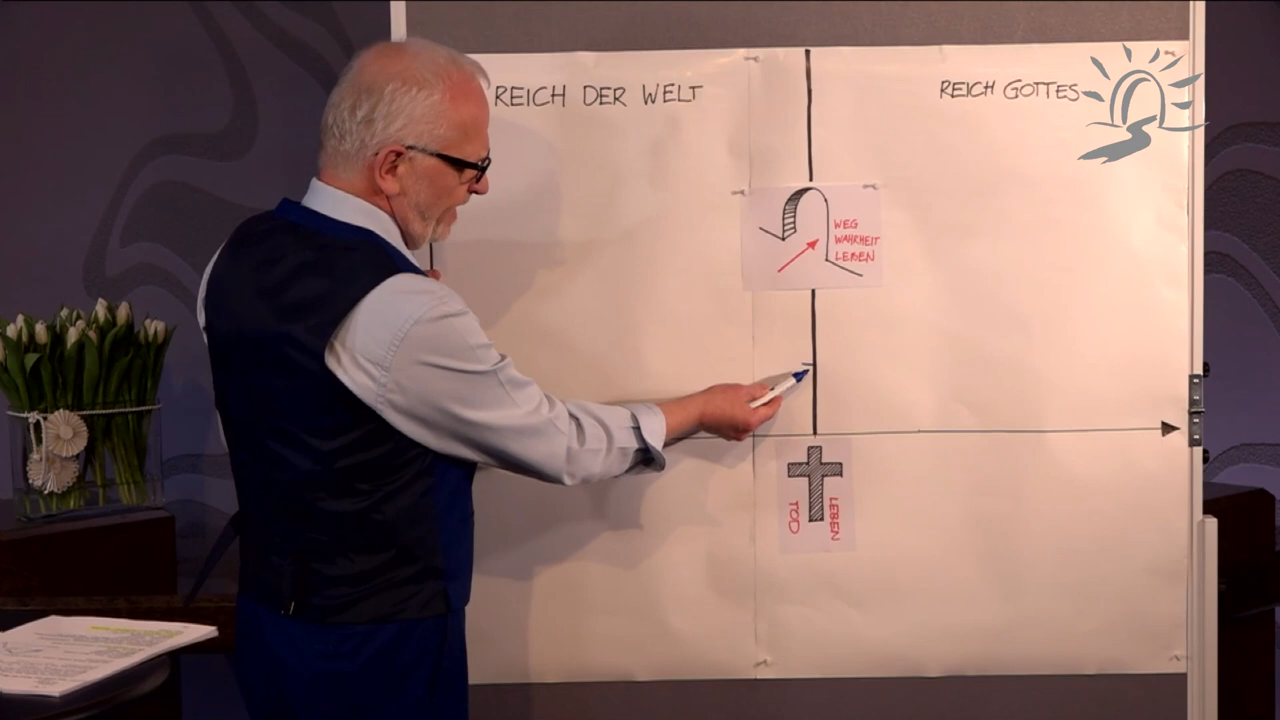 REICH DER WELT
REICH GOTTES
WEG
WAHRHEIT
LEBEN
TOD
LEBEN